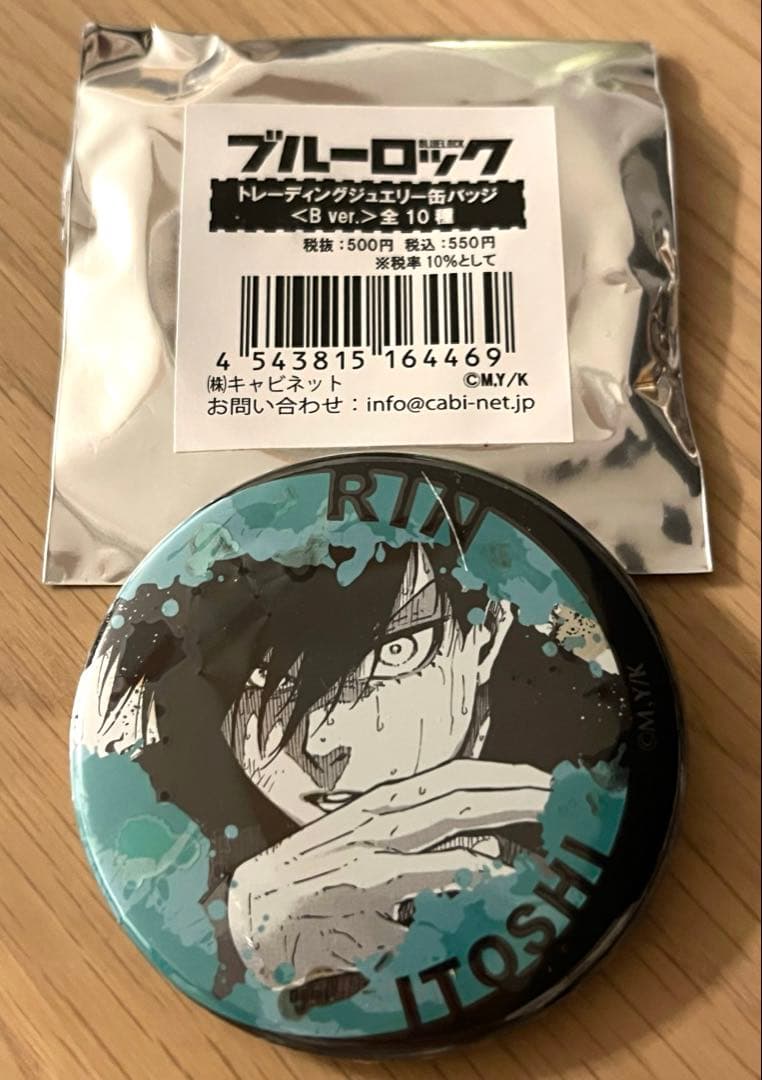 ブルーロック
BLUELOCK
トレーディングジュエリー缶バッジ
<B ver.>全10種
税抜:500円 税込:550円
※税率10%として
4 543815 164469
㈱キャビネット ©M.Y/K
お問い合わせ：info@cabi-net.jp
RIN
©M.Y/K
ITOSHI